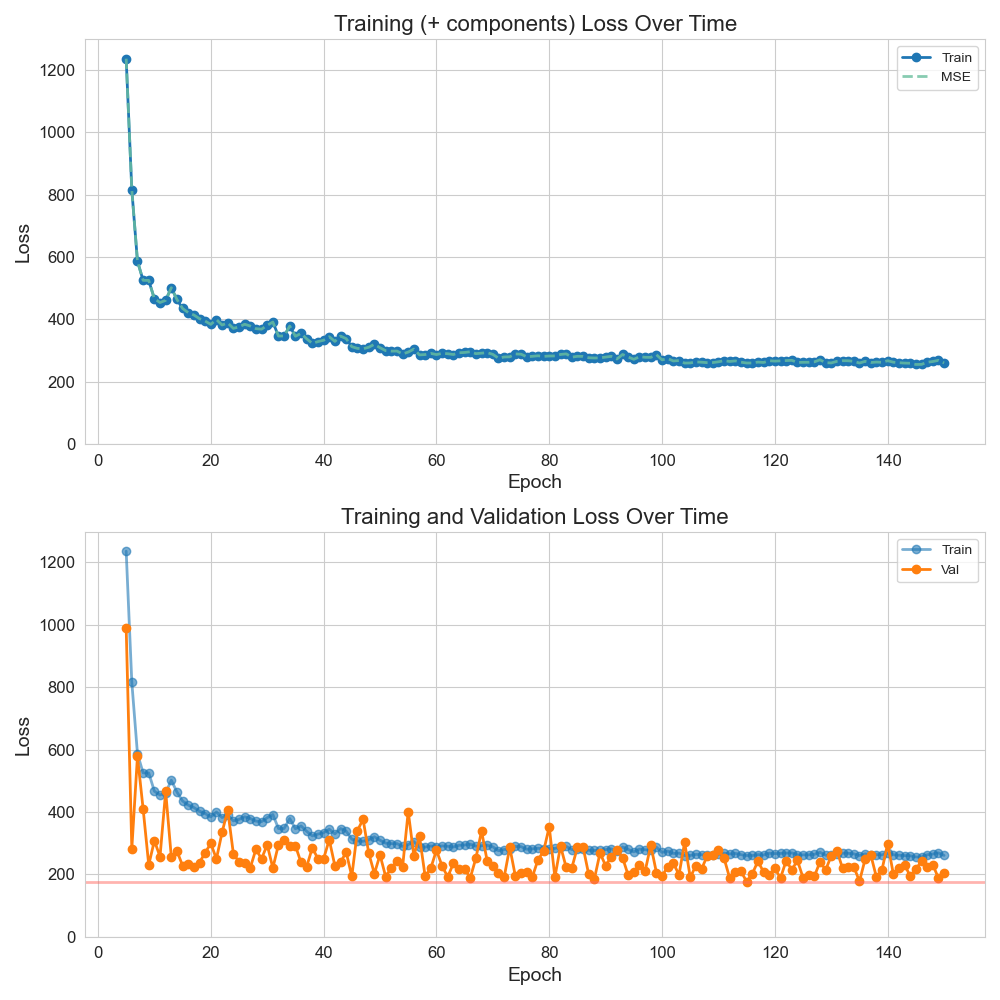 Training (+ components) Loss Over Time
Train
MSE
Loss
1200
1000
800
600
400
200
0
0 20 40 60 80 100 120 140
Epoch
Training and Validation Loss Over Time
Train
Val
Loss
1200
1000
800
600
400
200
0
0 20 40 60 80 100 120 140
Epoch